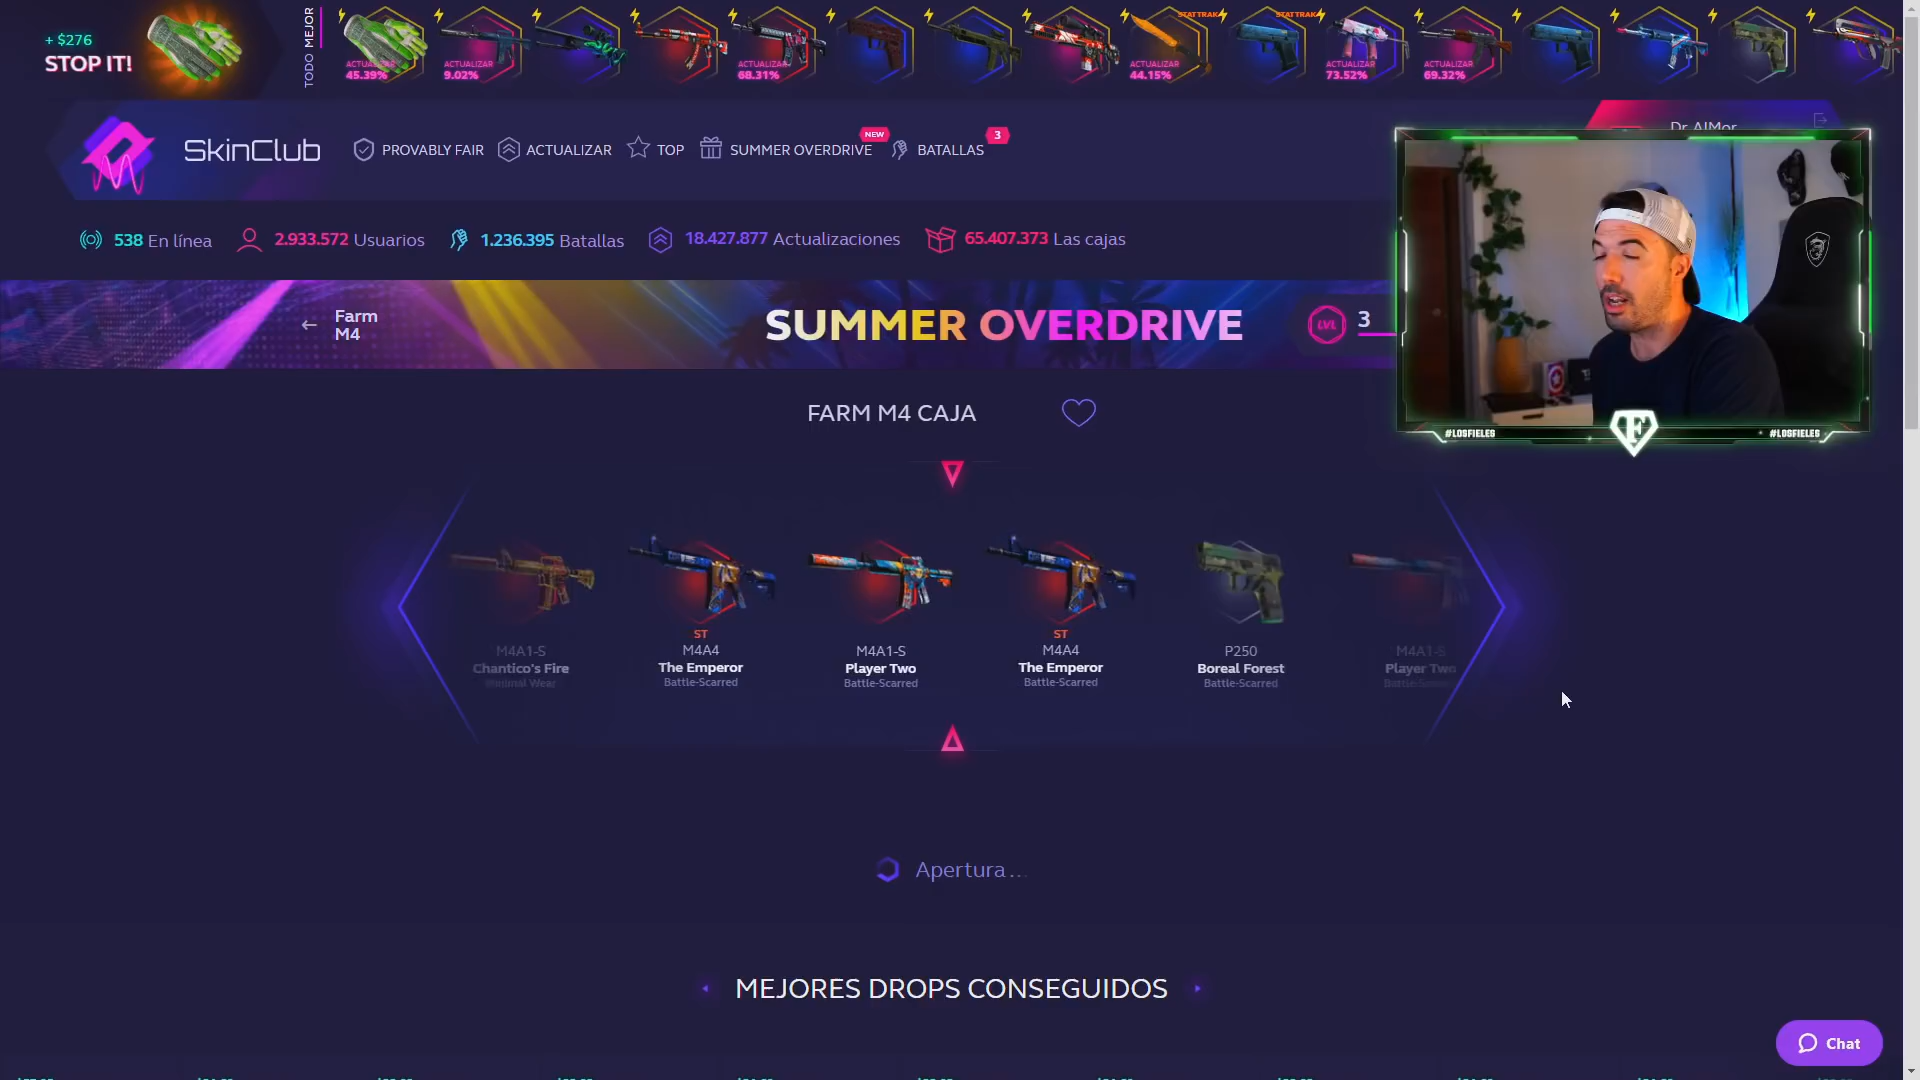 + $276
STOP IT!
TODO MEJOR
ACTUALIZAR
45.39%
ACTUALIZAR
9.02%
ACTUALIZAR
68.31%
STATTRAK
ACTUALIZAR
44.15%
STATTRAK
ACTUALIZAR
73.52%
ACTUALIZAR
69.32%
SkinClub
PROVABLY FAIR
ACTUALIZAR
TOP
SUMMER OVERDRIVE
NEW
BATALLAS
3
Dr AlMor
538 En línea
2.933.572 Usuarios
1.236.395 Batallas
18.427.877 Actualizaciones
65.407.373 Las cajas
Farm
M4
SUMMER OVERDRIVE
LVL
3
#LOSFIELES
F
#LOSFIELES
FARM M4 CAJA
M4A1-S
Chantico's Fire
Minimal Wear
ST
M4A4
The Emperor
Battle-Scarred
M4A1-S
Player Two
Battle-Scarred
ST
M4A4
The Emperor
Battle-Scarred
P250
Boreal Forest
Battle-Scarred
M4A1-S
Player Two
Apertura...
MEJORES DROPS CONSEGUIDOS
Chat